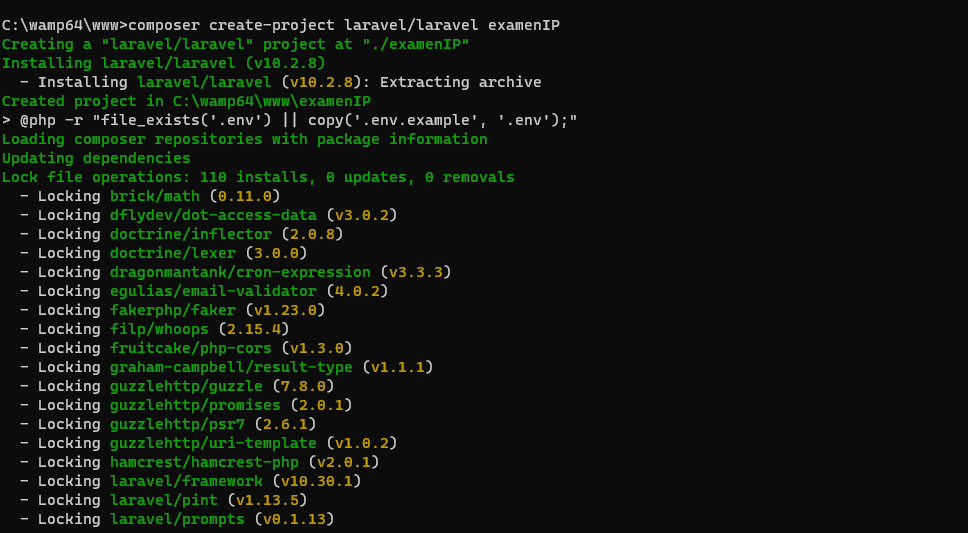 C:\wamp64\www>composer create-project laravel/laravel examenIP
Creating a "laravel/laravel" project at "./examenIP"
Installing laravel/laravel (v10.2.8)
  - Installing laravel/laravel (v10.2.8): Extracting archive
Created project in C:\wamp64\www\examenIP
> @php -r "file_exists('.env') || copy('.env.example', '.env');"
Loading composer repositories with package information
Updating dependencies
Lock file operations: 110 installs, 0 updates, 0 removals
  - Locking brick/math (0.11.0)
  - Locking dflydev/dot-access-data (v3.0.2)
  - Locking doctrine/inflector (2.0.8)
  - Locking doctrine/lexer (3.0.0)
  - Locking dragonmantank/cron-expression (v3.3.3)
  - Locking egulias/email-validator (4.0.2)
  - Locking fakerphp/faker (v1.23.0)
  - Locking filp/whoops (2.15.4)
  - Locking fruitcake/php-cors (v1.3.0)
  - Locking graham-campbell/result-type (v1.1.1)
  - Locking guzzlehttp/guzzle (7.8.0)
  - Locking guzzlehttp/promises (2.0.1)
  - Locking guzzlehttp/psr7 (2.6.1)
  - Locking guzzlehttp/uri-template (v1.0.2)
  - Locking hamcrest/hamcrest-php (v2.0.1)
  - Locking laravel/framework (v10.30.1)
  - Locking laravel/pint (v1.13.5)
  - Locking laravel/prompts (v0.1.13)